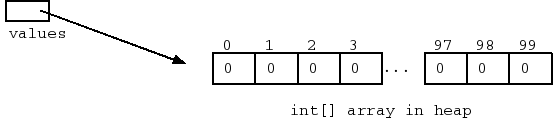 values
0 1 2 3 97 98 99
0 0 0 0 ... 0 0 0
int[] array in heap